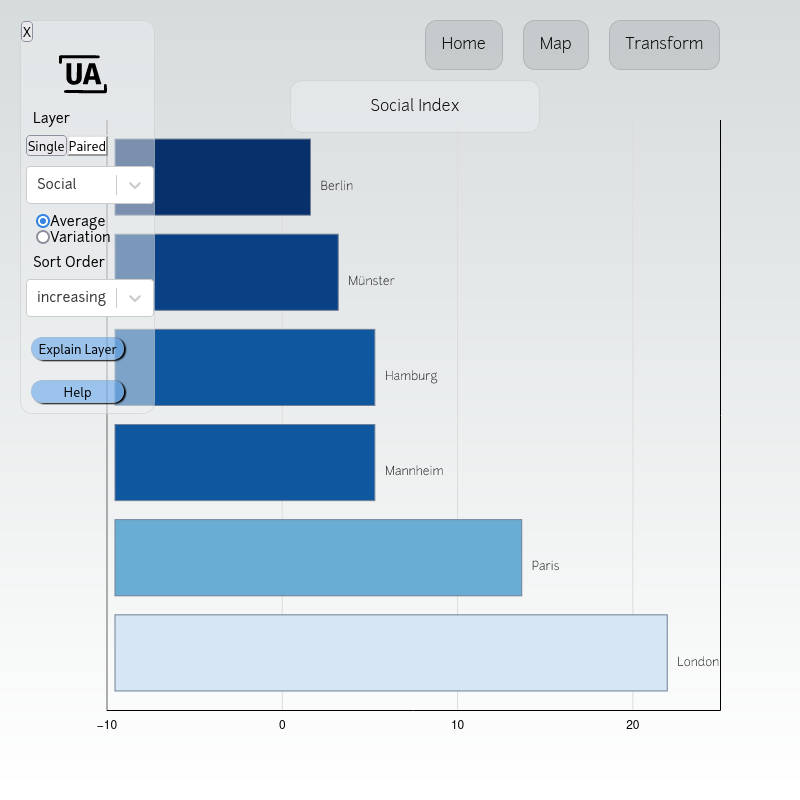 X
Home
Map
Transform
UA
Social Index
Layer
Single Paired
Social
Average
Variation
Sort Order
increasing
Explain Layer
Help
Berlin
Münster
Hamburg
Mannheim
Paris
London
−10 0 10 20